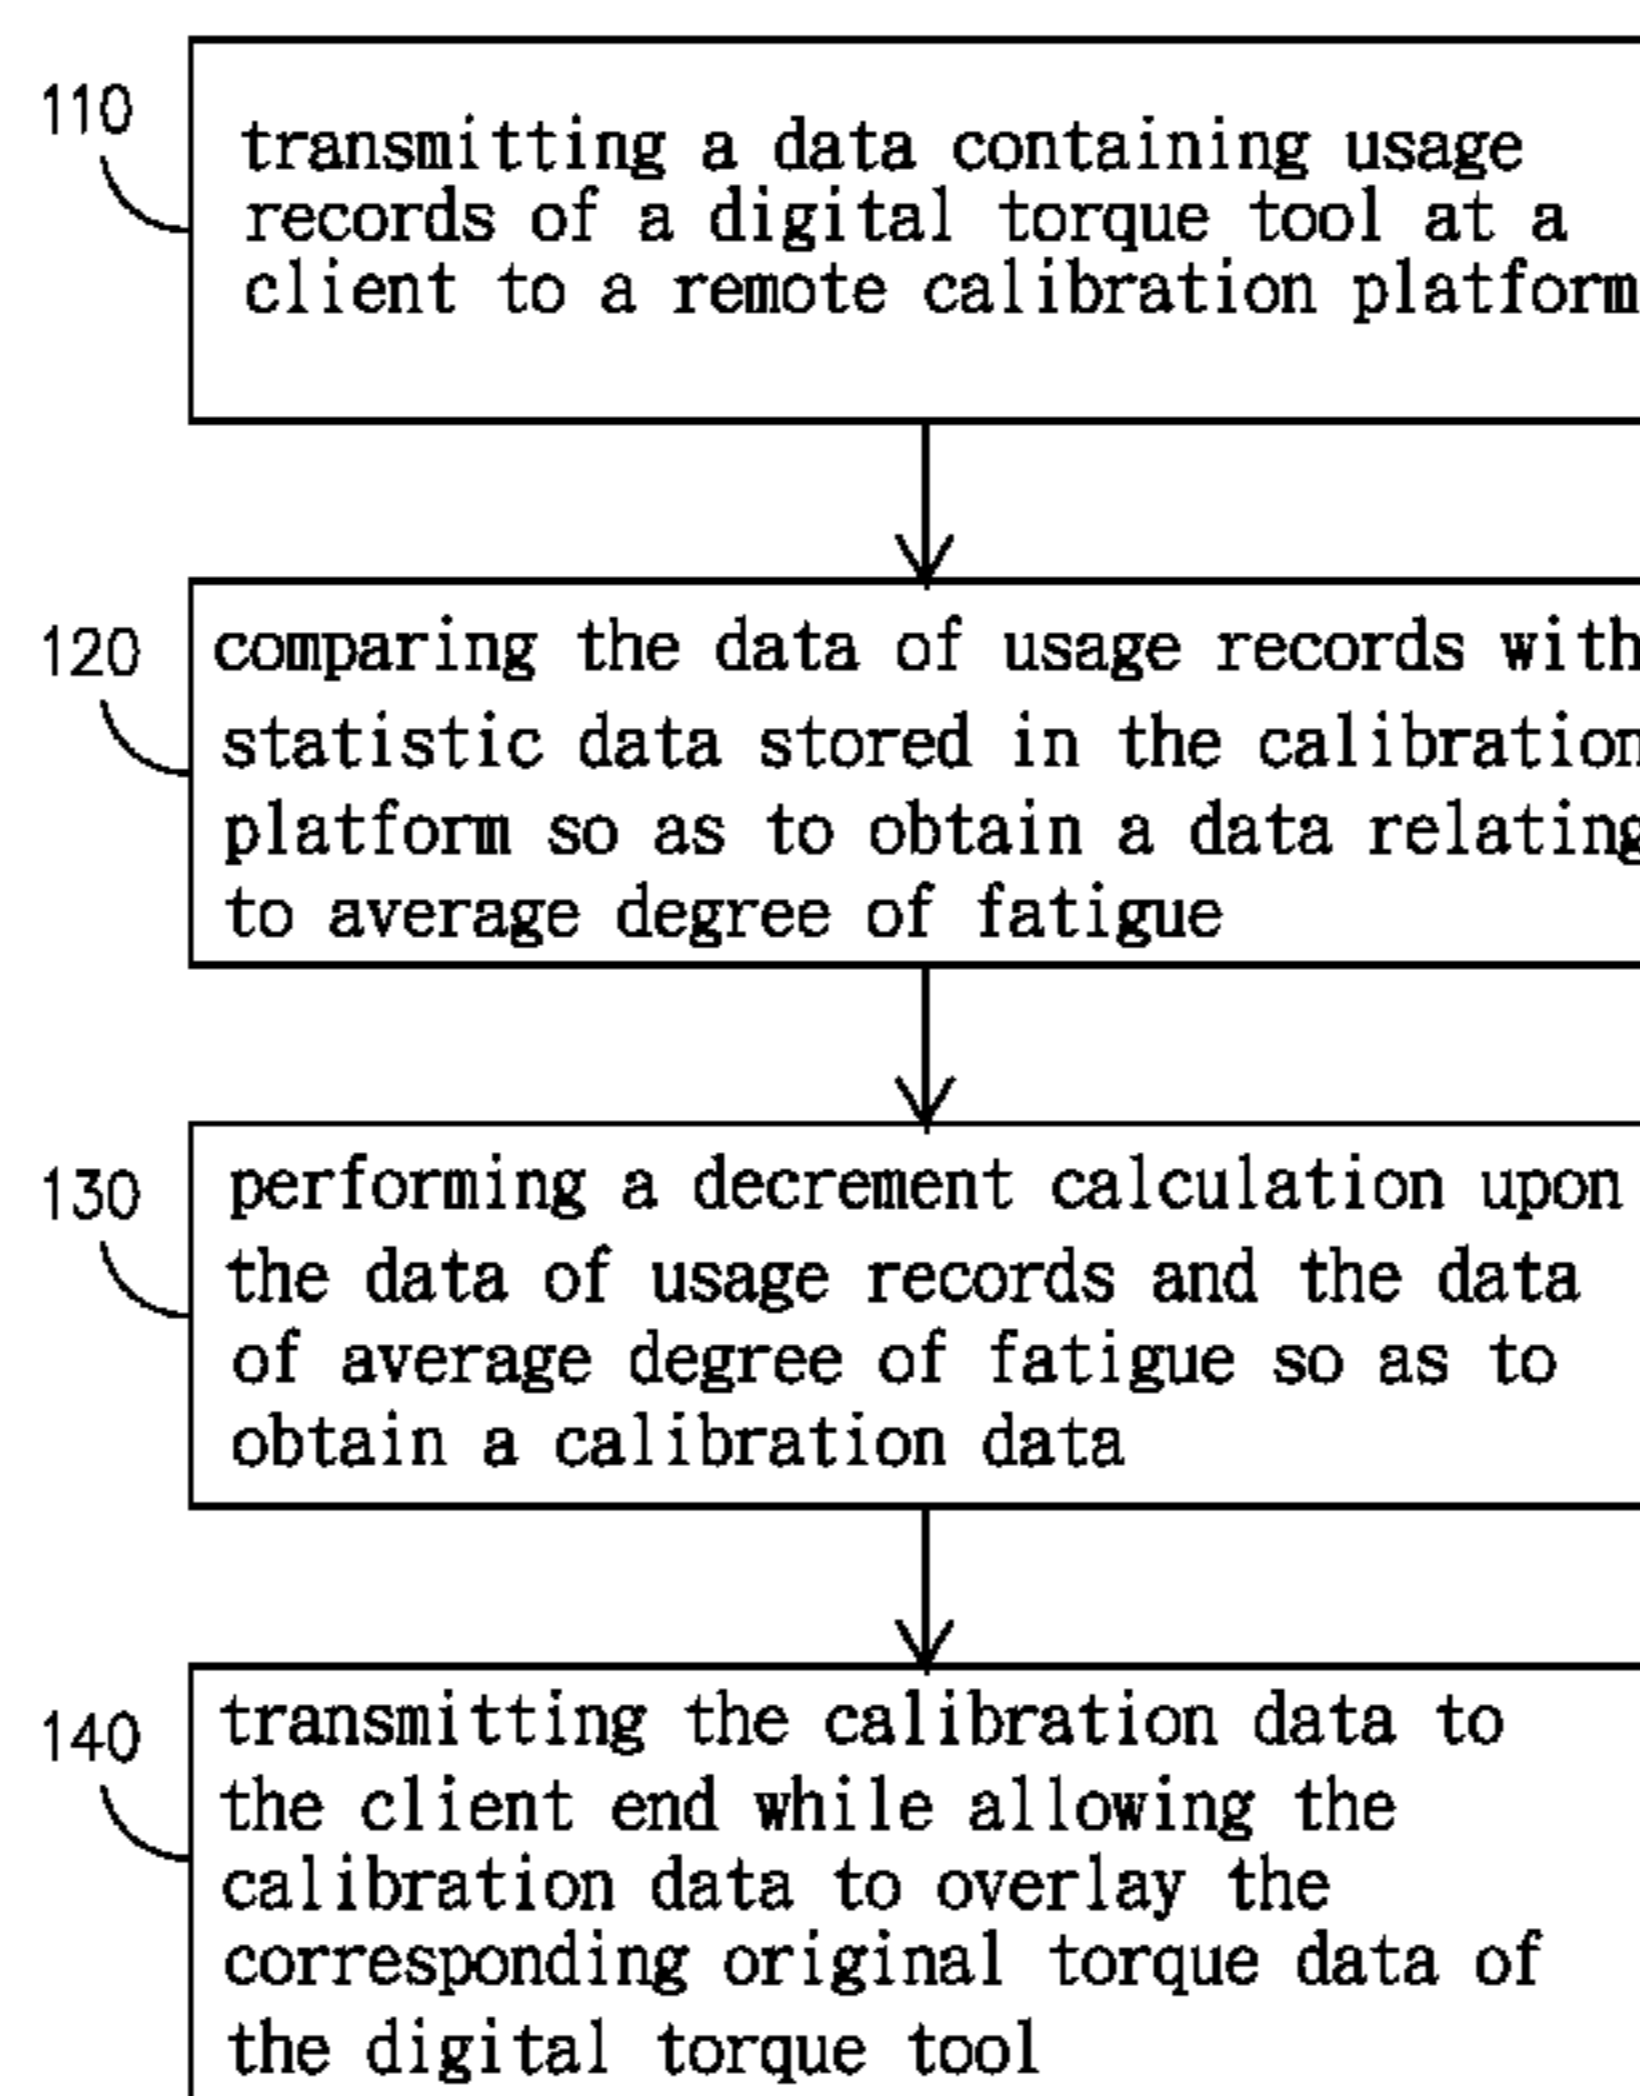 110
transmitting a data containing usage
records of a digital torque tool at a
client to a remote calibration platform
120
comparing the data of usage records with
statistic data stored in the calibration
platform so as to obtain a data relating
to average degree of fatigue
130
performing a decrement calculation upon
the data of usage records and the data
of average degree of fatigue so as to
obtain a calibration data
140
transmitting the calibration data to
the client end while allowing the
calibration data to overlay the
corresponding original torque data of
the digital torque tool